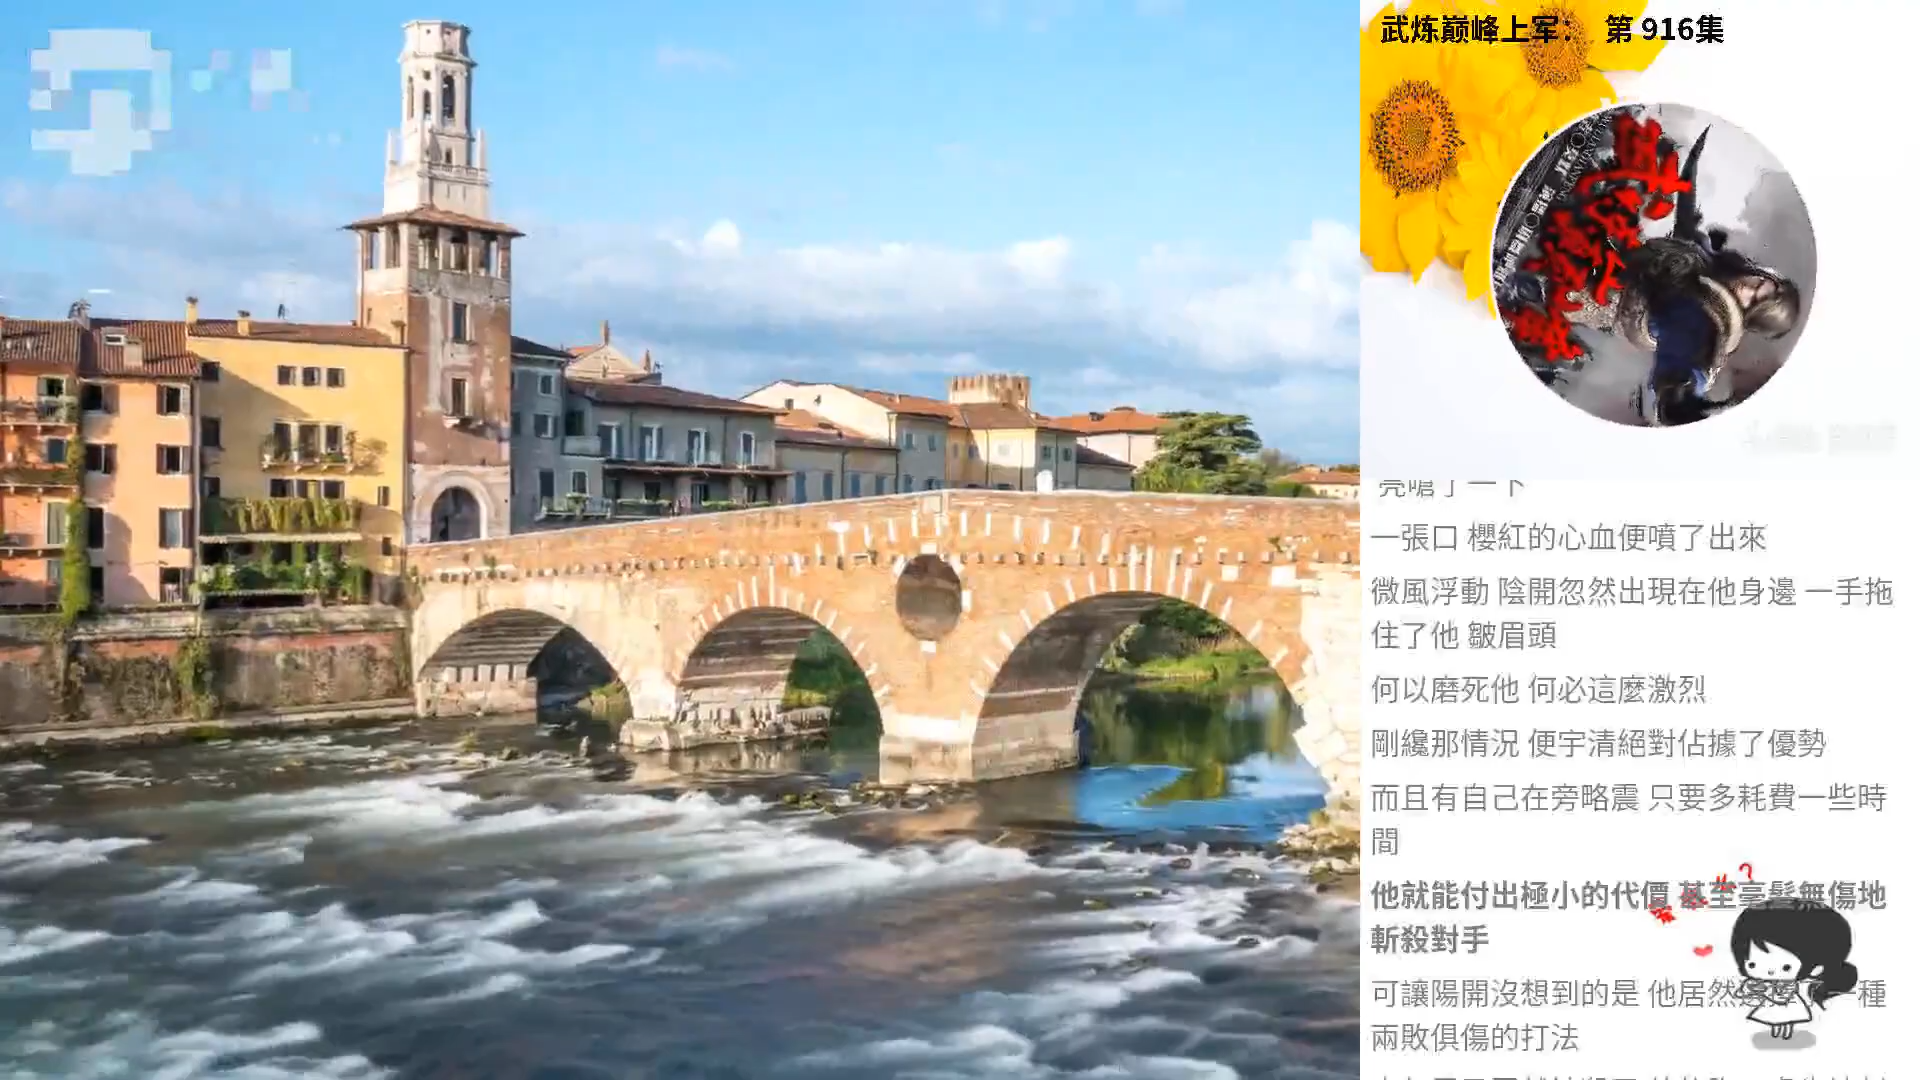 武炼巅峰上军： 第 916集
一張口 櫻紅的心血便噴了出來
微風浮動 陰開忽然出現在他身邊 一手拖
住了他 皺眉頭
何以磨死他 何必這麼激烈
剛纔那情況 便宇清絕對佔據了優勢
而且有自己在旁略震 只要多耗費一些時
間
他就能付出極小的代價 甚至毫髮無傷地
斬殺對手
可讓陽開沒想到的是 他居然選擇了一種
兩敗俱傷的打法